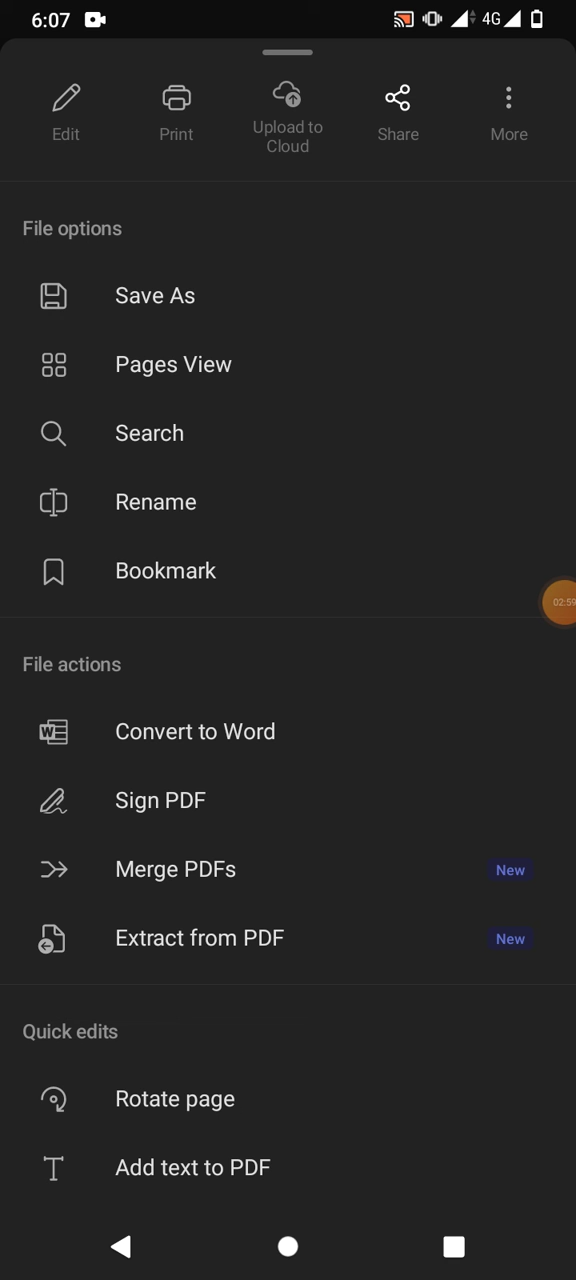 6:07
4G
Edit
Print
Upload to
Cloud
Share
More
File options
Save As
Pages View
Search
Rename
Bookmark
02:59
File actions
W
Convert to Word
Sign PDF
Merge PDFs
New
Extract from PDF
New
Quick edits
Rotate page
Add text to PDF